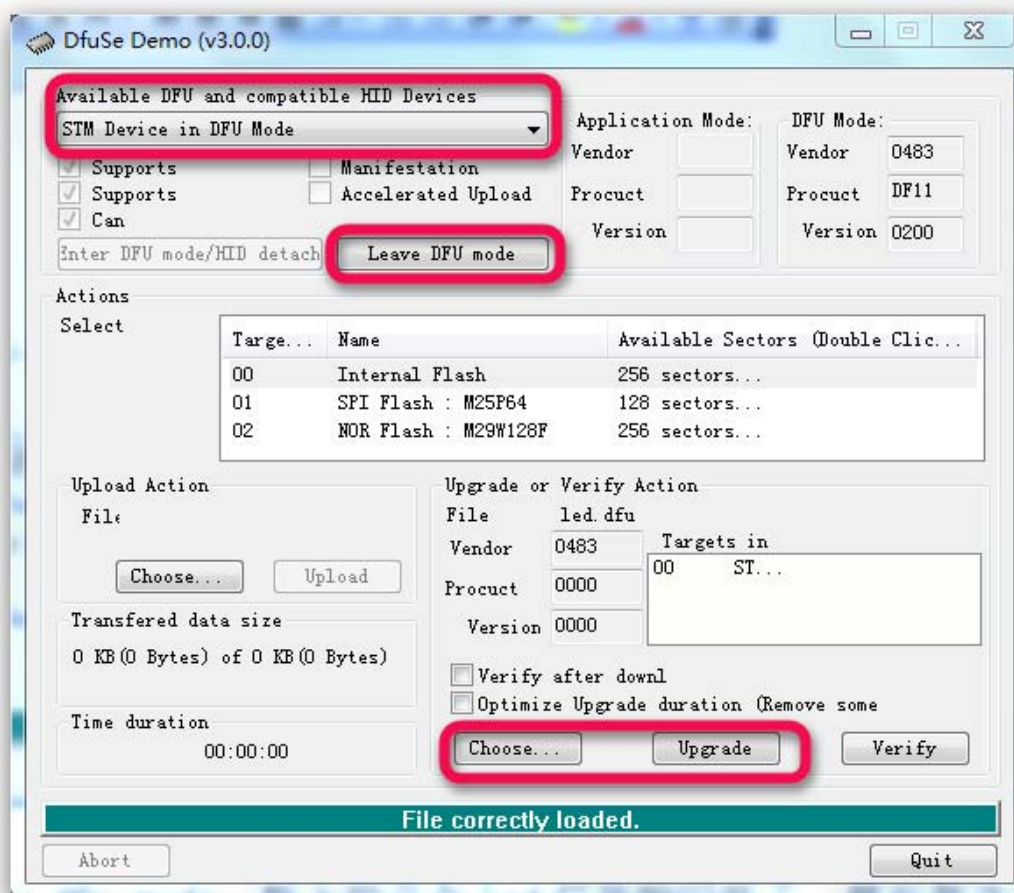 DfuSe Demo (v3.0.0)
Available DFU and compatible HID Devices
STM Device in DFU Mode
Supports
Manifestation
Supports
Accelerated Upload
Can
Enter DFU mode/HID detach
Leave DFU mode
Application Mode:
Vendor
Procuct
Version
DFU Mode:
Vendor 0483
Procuct DF11
Version 0200
Actions
Select
Targe... Name Available Sectors (Double Clic...
00 Internal Flash 256 sectors...
01 SPI Flash : M25P64 128 sectors...
02 NOR Flash : M29W128F 256 sectors...
Upload Action
File
Choose... Upload
Transfered data size
0 KB(0 Bytes) of 0 KB(0 Bytes)
Time duration
00:00:00
Upgrade or Verify Action
File led.dfu
Vendor 0483
Procuct 0000
Version 0000
Targets in
00 ST...
Verify after downl
Optimize Upgrade duration (Remove some
Choose... Upgrade Verify
File correctly loaded.
Abort Quit